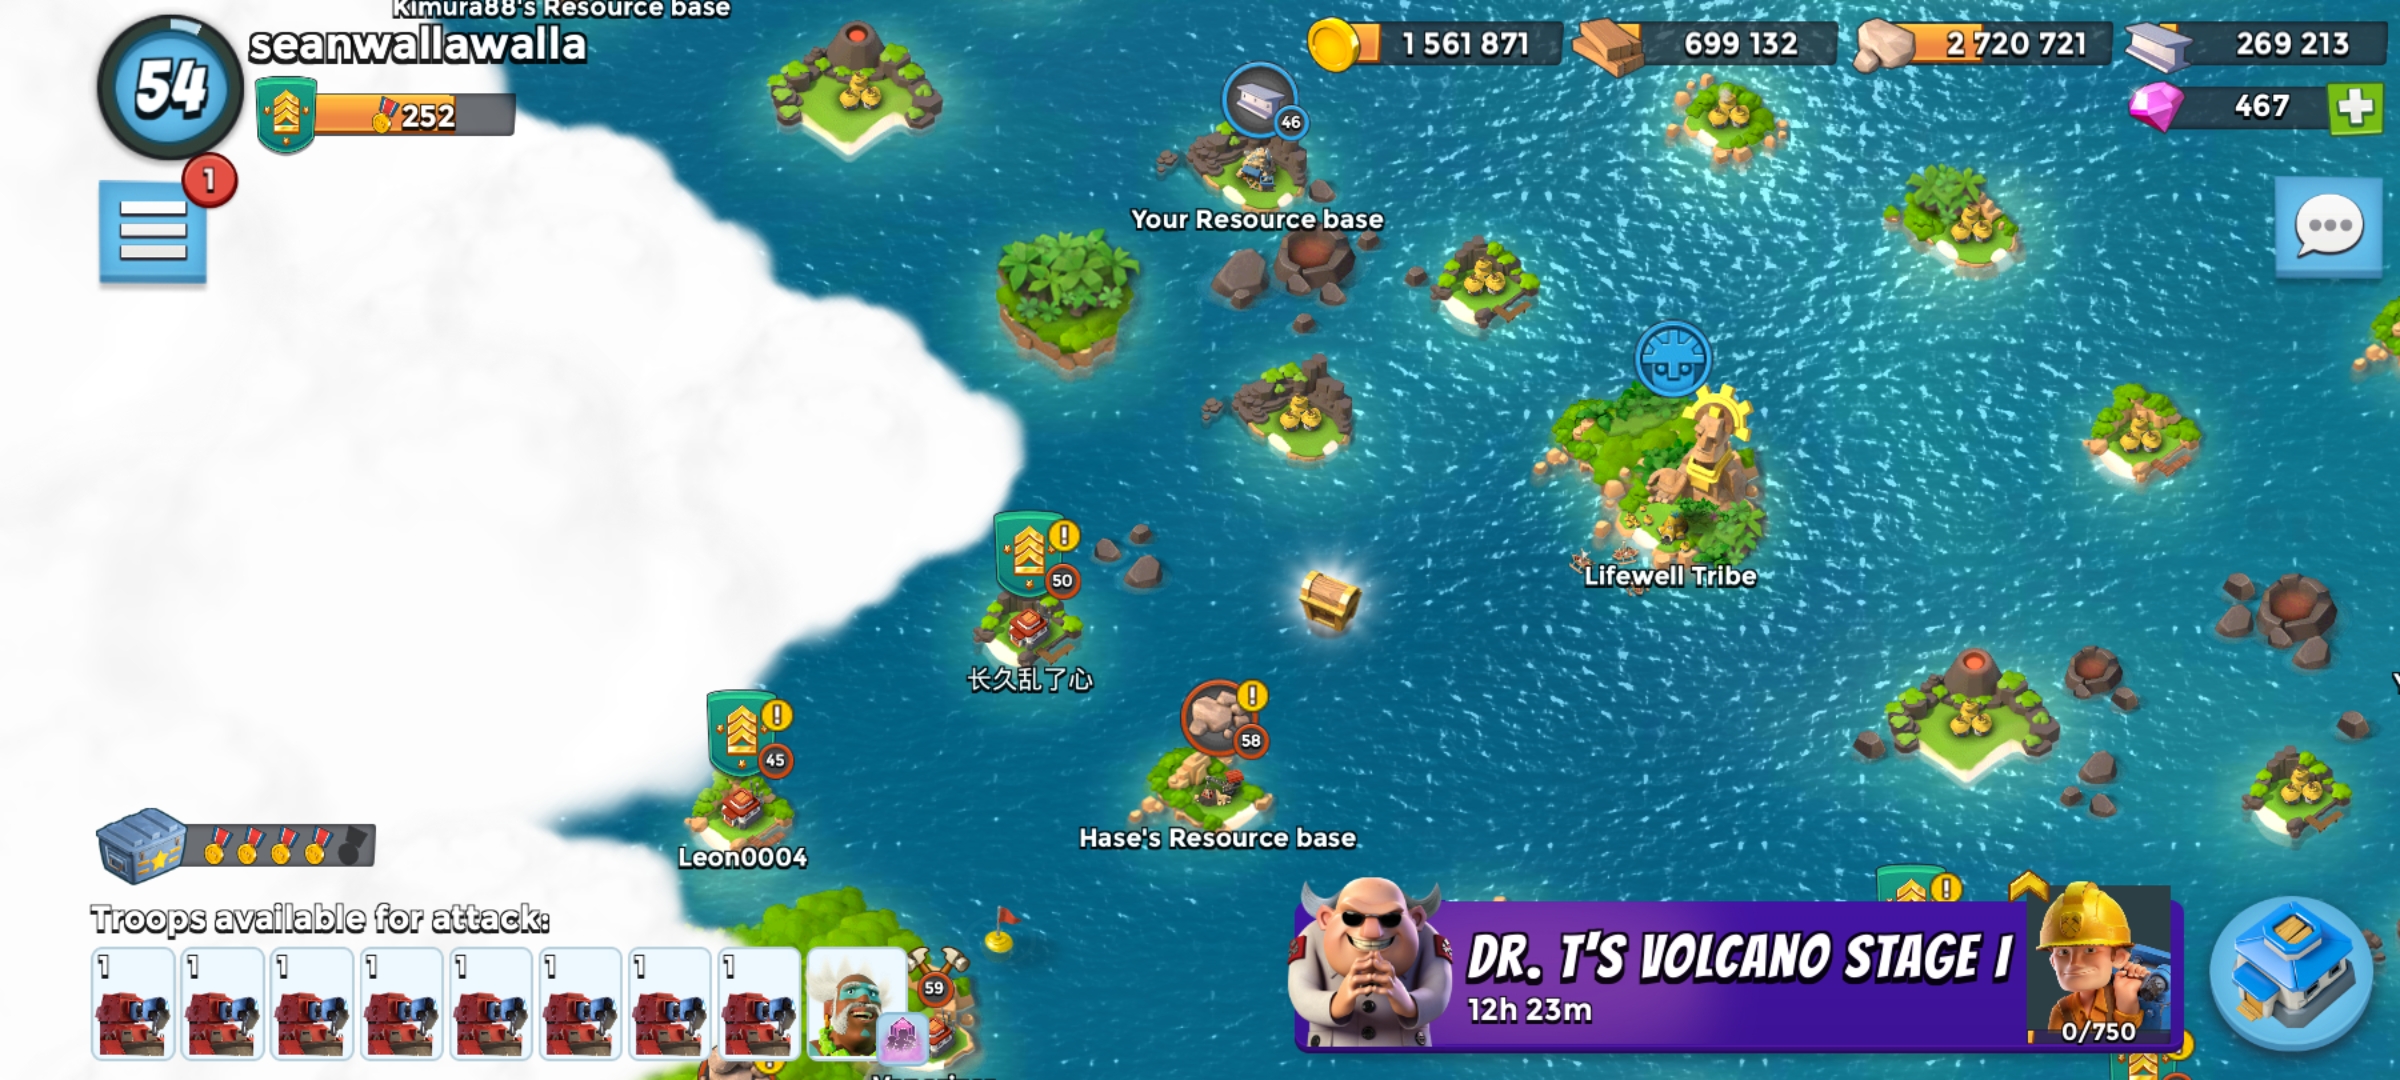 Kimura88's Resource base
seanwallawalla
54
252
1
1 561 871
699 132
2 720 721
269 213
467
46
Your Resource base
Lifewell Tribe
50
长久乱了心
45
Leon0004
58
Hase's Resource base
Troops available for attack:
1
1
1
1
1
1
1
1
59
DR. T'S VOLCANO STAGE I
12h 23m
0/750